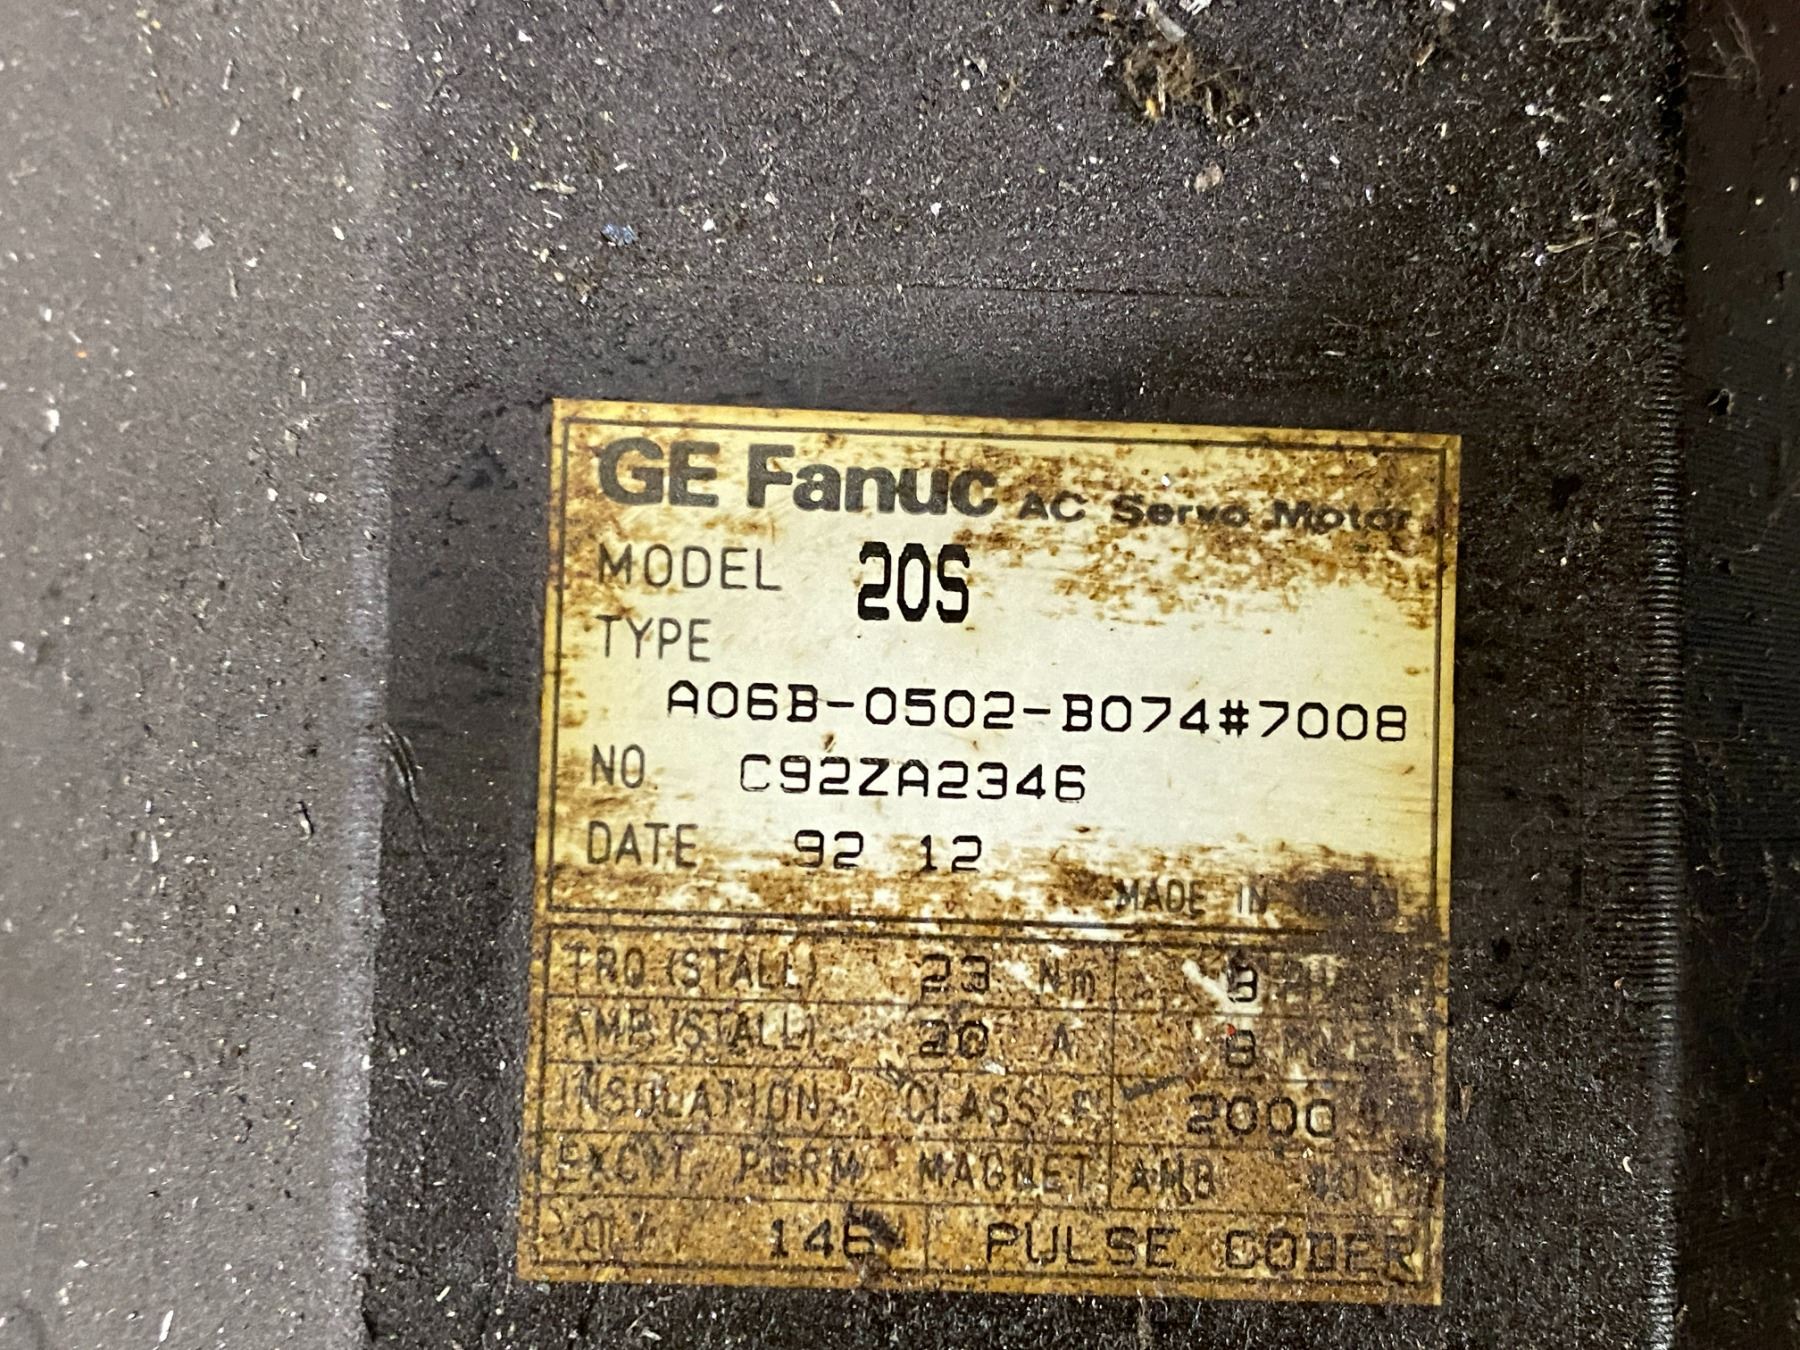 GE Fanuc AC Servo Motor
MODEL 20S
TYPE
A06B-0502-B074#7008
NO C92ZA2346
DATE 92 12
MADE IN
TRQ (STALL) 23 Nm
AMP (STALL) 20 A
INSULATION CLASS F 2000
EXCIT. PERM. MAGNET AMB
146 PULSE CODER